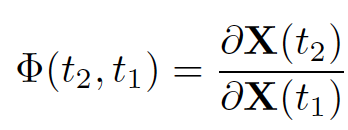 Φ(t₂, t₁) = ∂𝐗(t₂) / ∂𝐗(t₁)